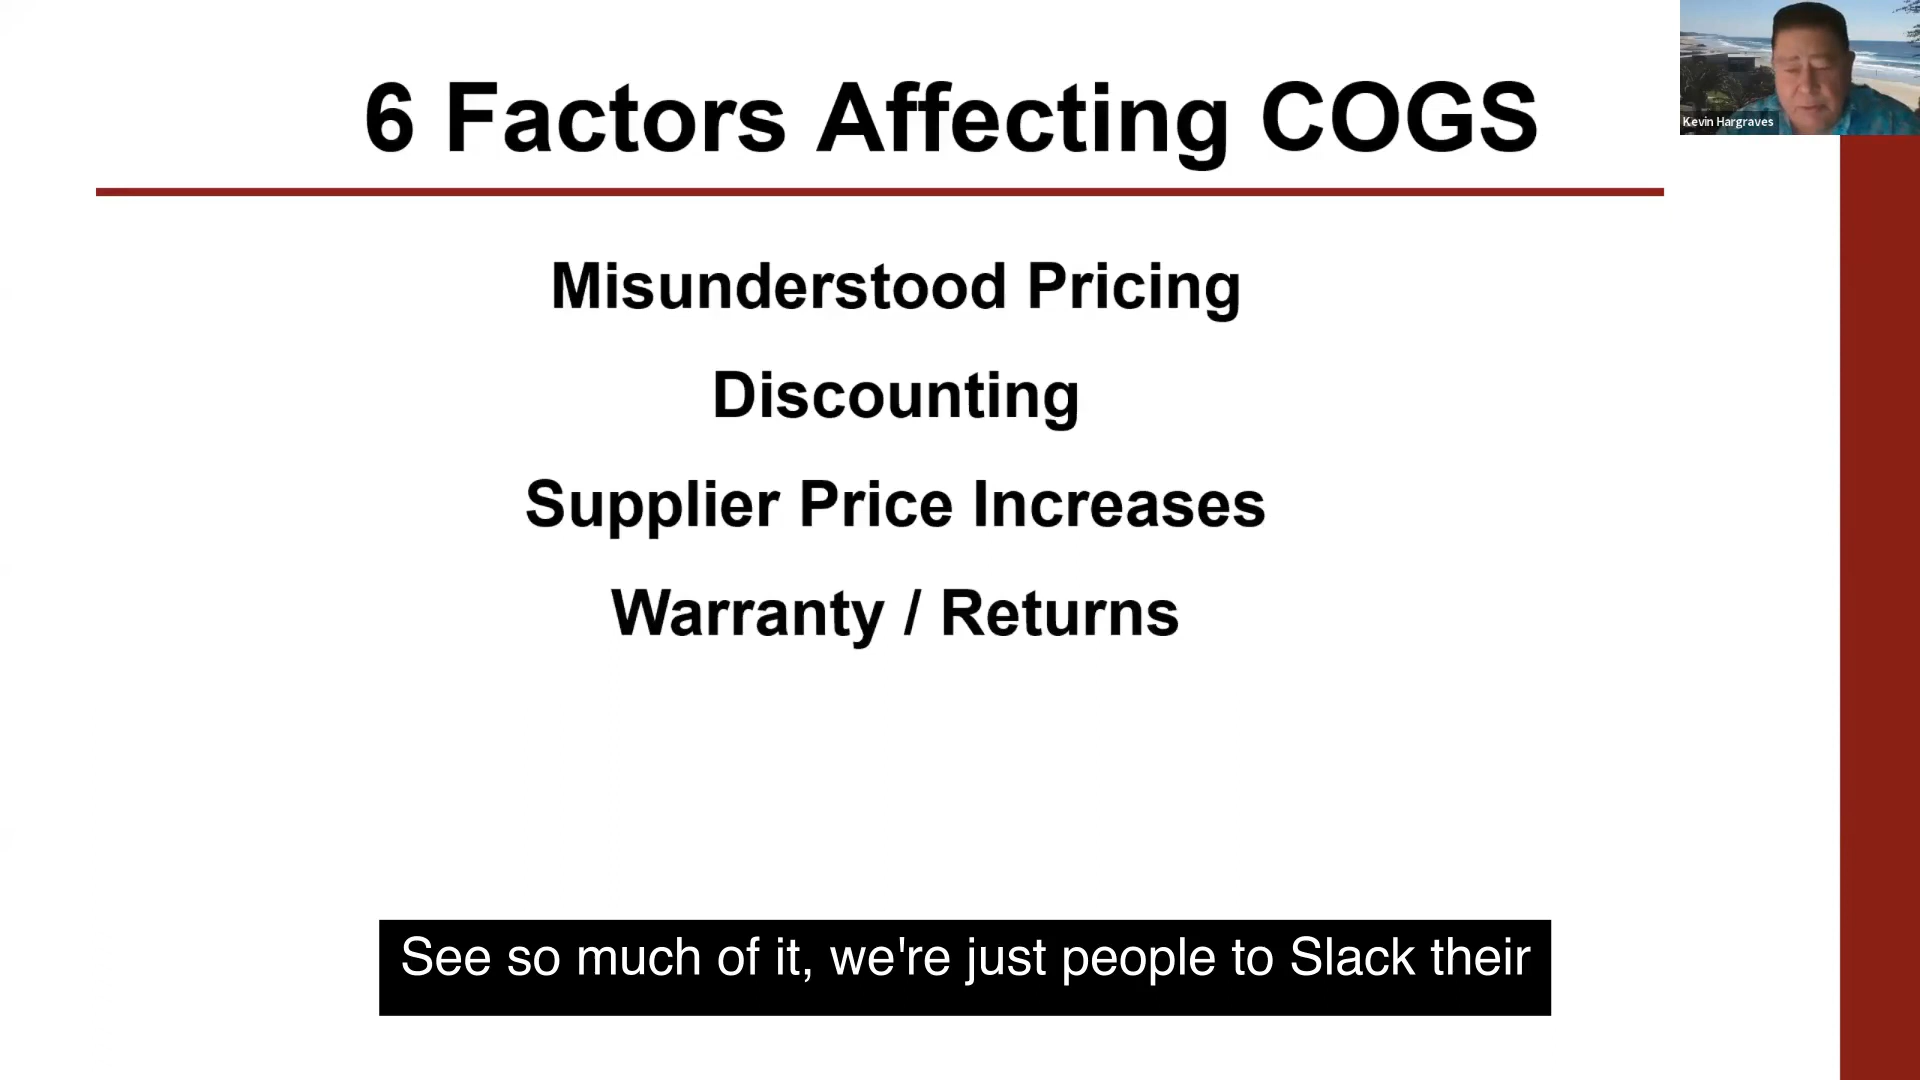 6 Factors Affecting COGS
Kevin Hargraves
Misunderstood Pricing
Discounting
Supplier Price Increases
Warranty / Returns
See so much of it, we're just people to Slack their